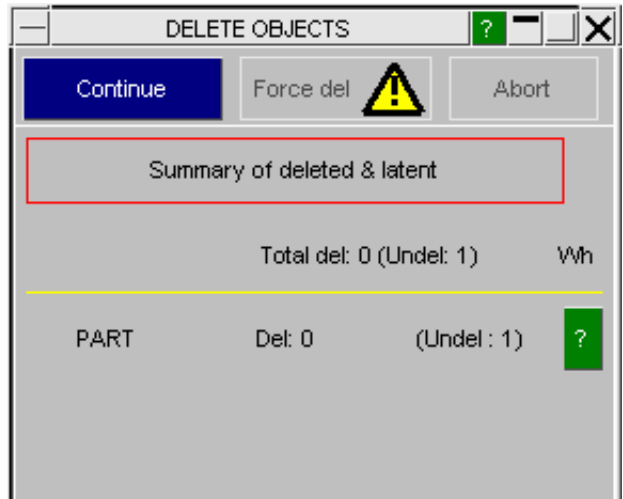 DELETE OBJECTS ?
Continue Force del Abort
Summary of deleted & latent
Total del: 0 (Undel: 1) Wh
PART Del: 0 (Undel : 1) ?